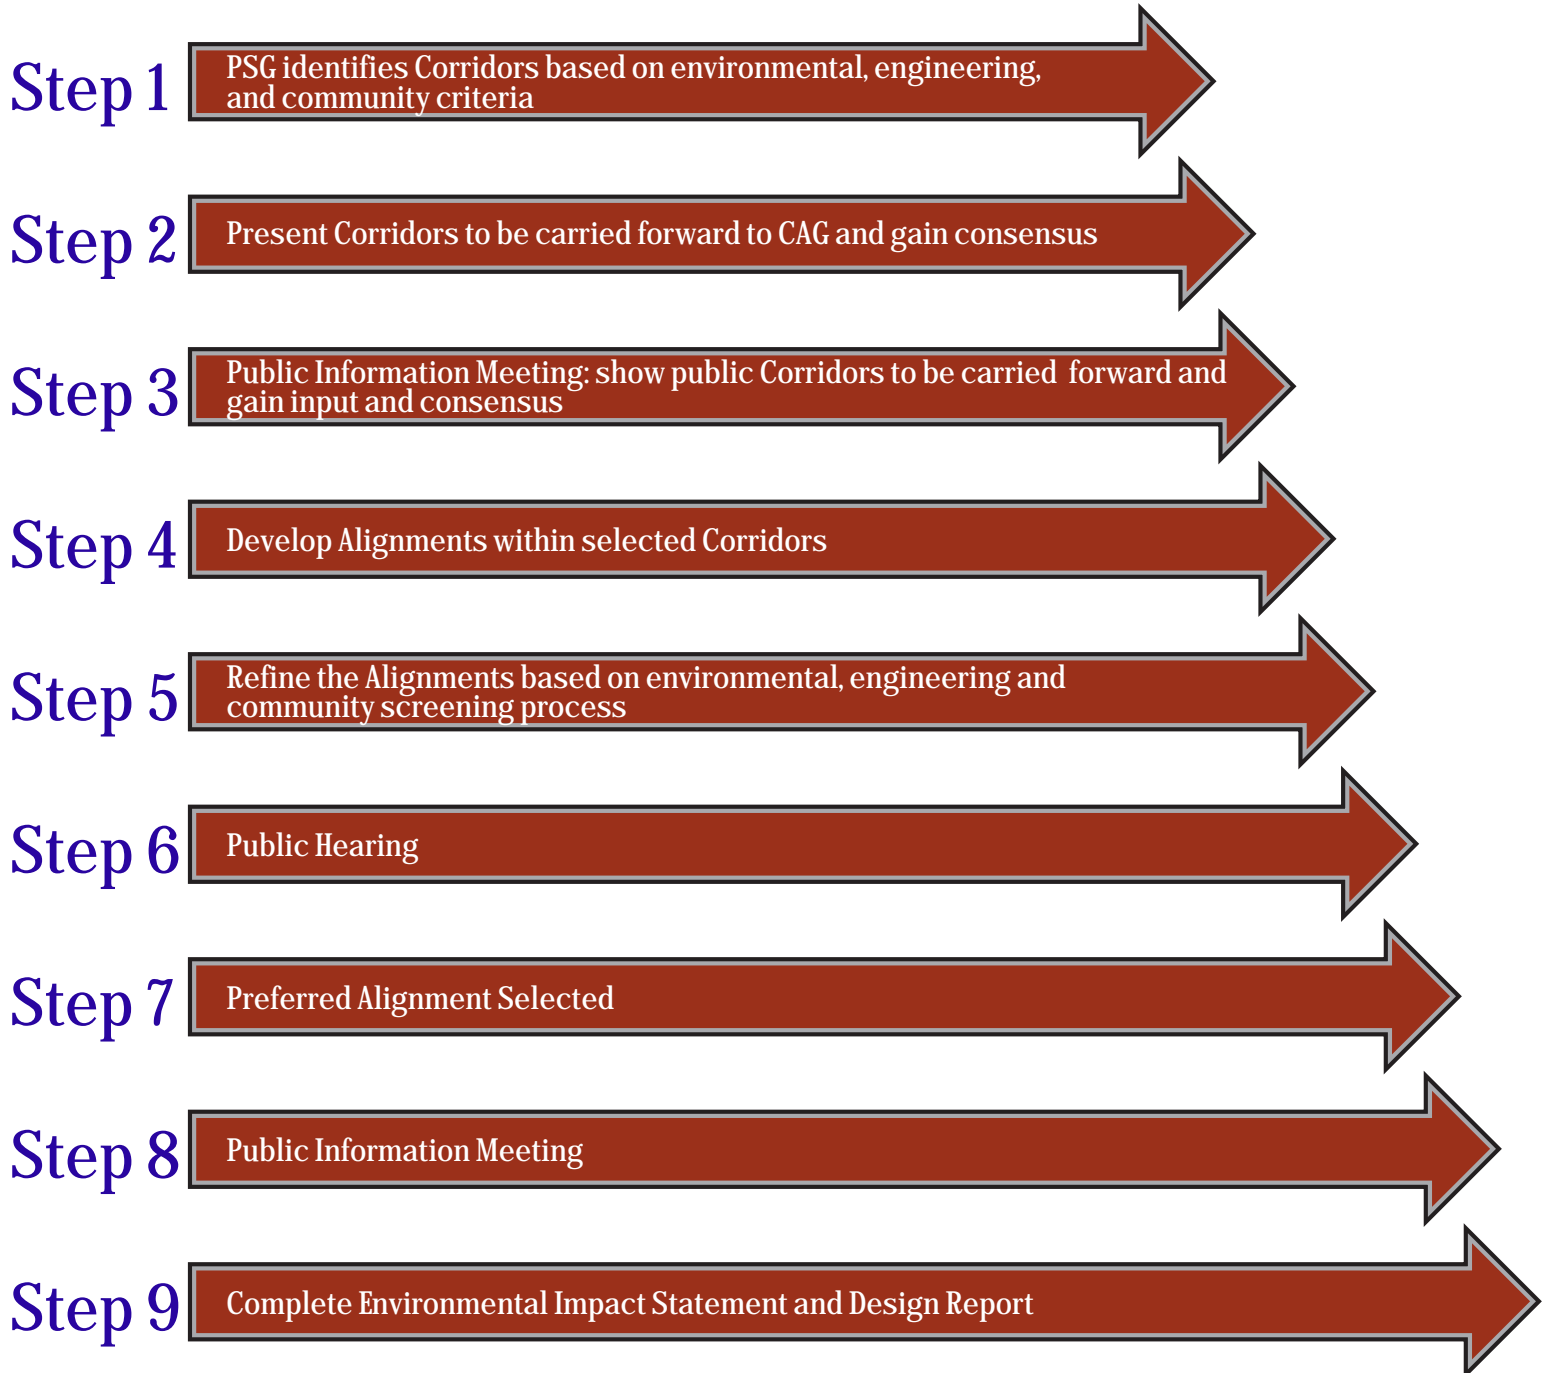 Step 1
PSG identifies Corridors based on environmental, engineering,
and community criteria
Step 2
Present Corridors to be carried forward to CAG and gain consensus
Step 3
Public Information Meeting: show public Corridors to be carried  forward and
gain input and consensus
Step 4
Develop Alignments within selected Corridors
Step 5
Refine the Alignments based on environmental, engineering and
community screening process
Step 6
Public Hearing
Step 7
Preferred Alignment Selected
Step 8
Public Information Meeting
Step 9
Complete Environmental Impact Statement and Design Report